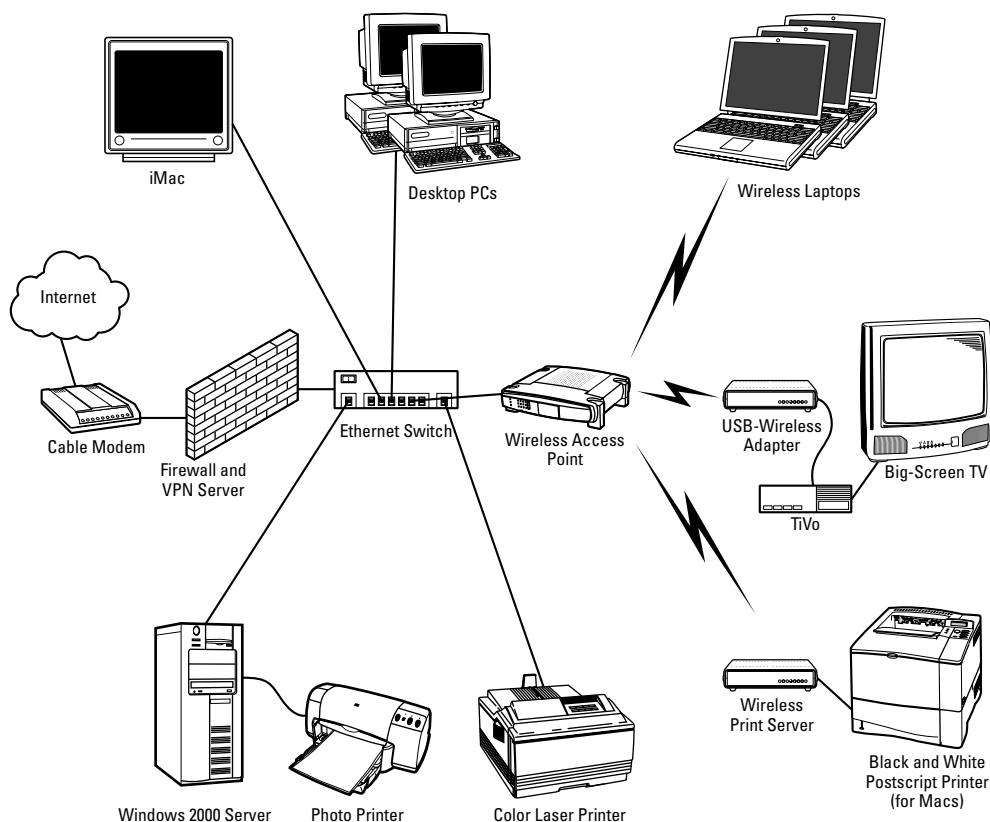 iMac
Desktop PCs
Wireless Laptops
Internet
Cable Modem
Firewall and
VPN Server
Ethernet Switch
Wireless Access
Point
USB-Wireless
Adapter
Big-Screen TV
TiVo
Wireless
Print Server
Black and White
Postscript Printer
(for Macs)
Windows 2000 Server
Photo Printer
Color Laser Printer